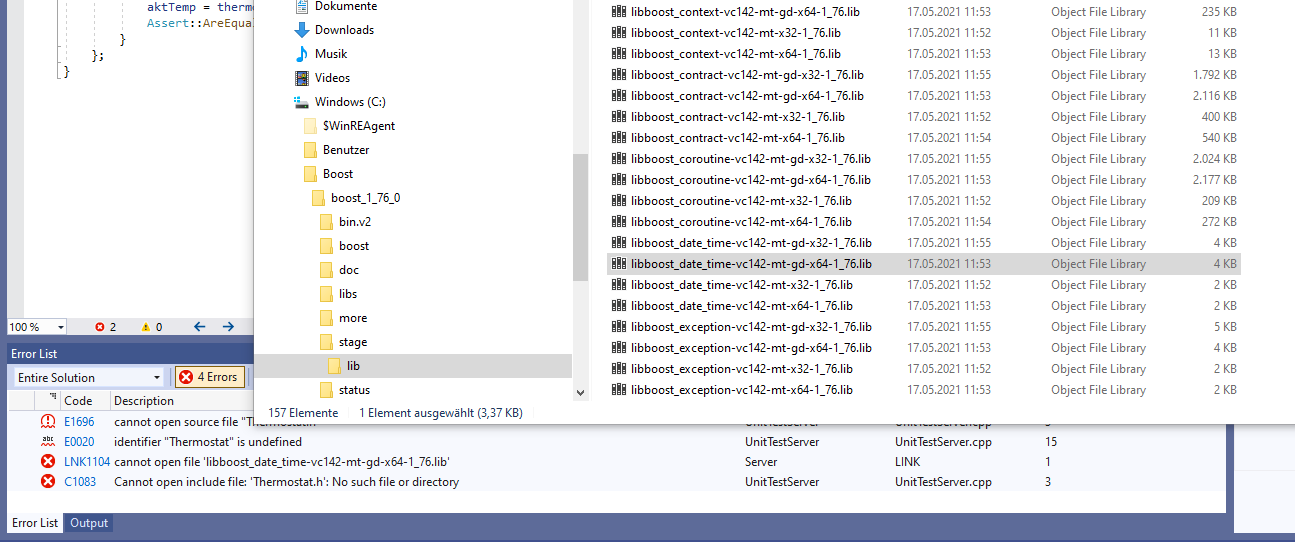 aktTemp = thermo
Assert::AreEqua
}
};
}
100 %
2
0
Dokumente
Downloads
Musik
Videos
Windows (C:)
$WinREAgent
Benutzer
Boost
boost_1_76_0
bin.v2
boost
doc
libs
more
stage
lib
status
libboost_context-vc142-mt-gd-x64-1_76.lib 17.05.2021 11:53 Object File Library 235 KB
libboost_context-vc142-mt-x32-1_76.lib 17.05.2021 11:52 Object File Library 11 KB
libboost_context-vc142-mt-x64-1_76.lib 17.05.2021 11:53 Object File Library 13 KB
libboost_contract-vc142-mt-gd-x32-1_76.lib 17.05.2021 11:55 Object File Library 1.792 KB
libboost_contract-vc142-mt-gd-x64-1_76.lib 17.05.2021 11:53 Object File Library 2.116 KB
libboost_contract-vc142-mt-x32-1_76.lib 17.05.2021 11:52 Object File Library 400 KB
libboost_contract-vc142-mt-x64-1_76.lib 17.05.2021 11:54 Object File Library 540 KB
libboost_coroutine-vc142-mt-gd-x32-1_76.lib 17.05.2021 11:55 Object File Library 2.024 KB
libboost_coroutine-vc142-mt-gd-x64-1_76.lib 17.05.2021 11:53 Object File Library 2.177 KB
libboost_coroutine-vc142-mt-x32-1_76.lib 17.05.2021 11:52 Object File Library 209 KB
libboost_coroutine-vc142-mt-x64-1_76.lib 17.05.2021 11:54 Object File Library 272 KB
libboost_date_time-vc142-mt-gd-x32-1_76.lib 17.05.2021 11:55 Object File Library 4 KB
libboost_date_time-vc142-mt-gd-x64-1_76.lib 17.05.2021 11:53 Object File Library 4 KB
libboost_date_time-vc142-mt-x32-1_76.lib 17.05.2021 11:52 Object File Library 2 KB
libboost_date_time-vc142-mt-x64-1_76.lib 17.05.2021 11:53 Object File Library 2 KB
libboost_exception-vc142-mt-gd-x32-1_76.lib 17.05.2021 11:55 Object File Library 5 KB
libboost_exception-vc142-mt-gd-x64-1_76.lib 17.05.2021 11:53 Object File Library 4 KB
libboost_exception-vc142-mt-x32-1_76.lib 17.05.2021 11:52 Object File Library 2 KB
libboost_exception-vc142-mt-x64-1_76.lib 17.05.2021 11:53 Object File Library 2 KB
157 Elemente 1 Element ausgewählt (3,37 KB)
Error List
Entire Solution 4 Errors
Code Description
E1696 cannot open source file "Thermostat.h" UnitTestServer UnitTestServer.cpp 3
abc E0020 identifier "Thermostat" is undefined UnitTestServer UnitTestServer.cpp 15
LNK1104 cannot open file 'libboost_date_time-vc142-mt-gd-x64-1_76.lib' Server LINK 1
C1083 Cannot open include file: 'Thermostat.h': No such file or directory UnitTestServer UnitTestServer.cpp 3
Error List Output